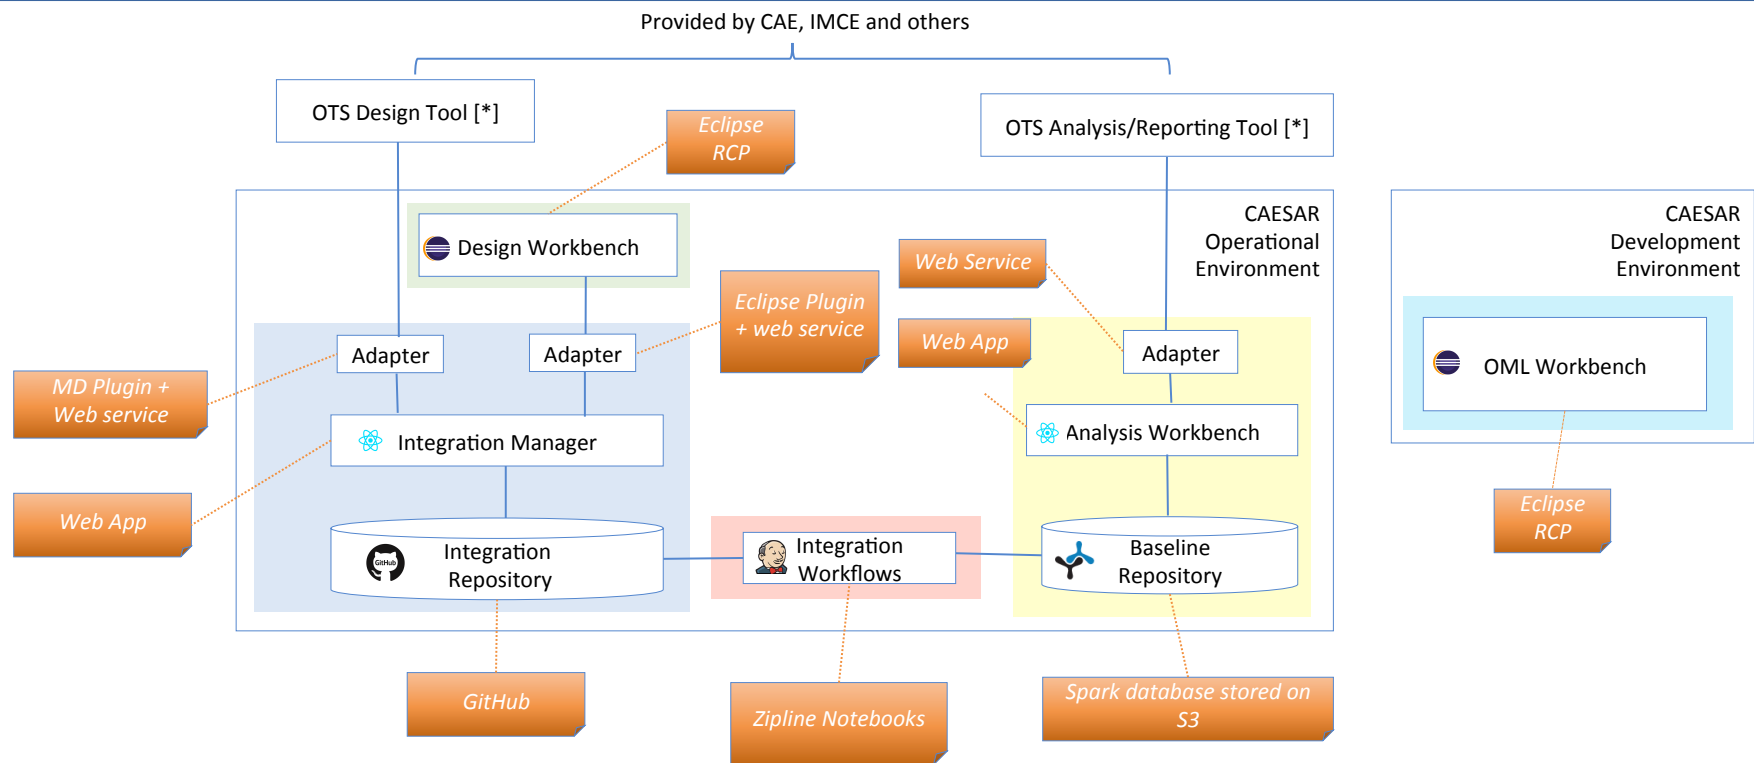 Provided by CAE, IMCE and others
OTS Design Tool [*]
Eclipse
RCP
OTS Analysis/Reporting Tool [*]
CAESAR
Operational
Environment
CAESAR
Development
Environment
Design Workbench
Web Service
Eclipse Plugin
+ web service
Web App
Adapter
Adapter
Adapter
OML Workbench
MD Plugin +
Web service
Integration Manager
Analysis Workbench
Web App
Eclipse
RCP
Integration
Repository
GitHub
Integration
Workflows
Baseline
Repository
GitHub
Zipline Notebooks
Spark database stored on
S3